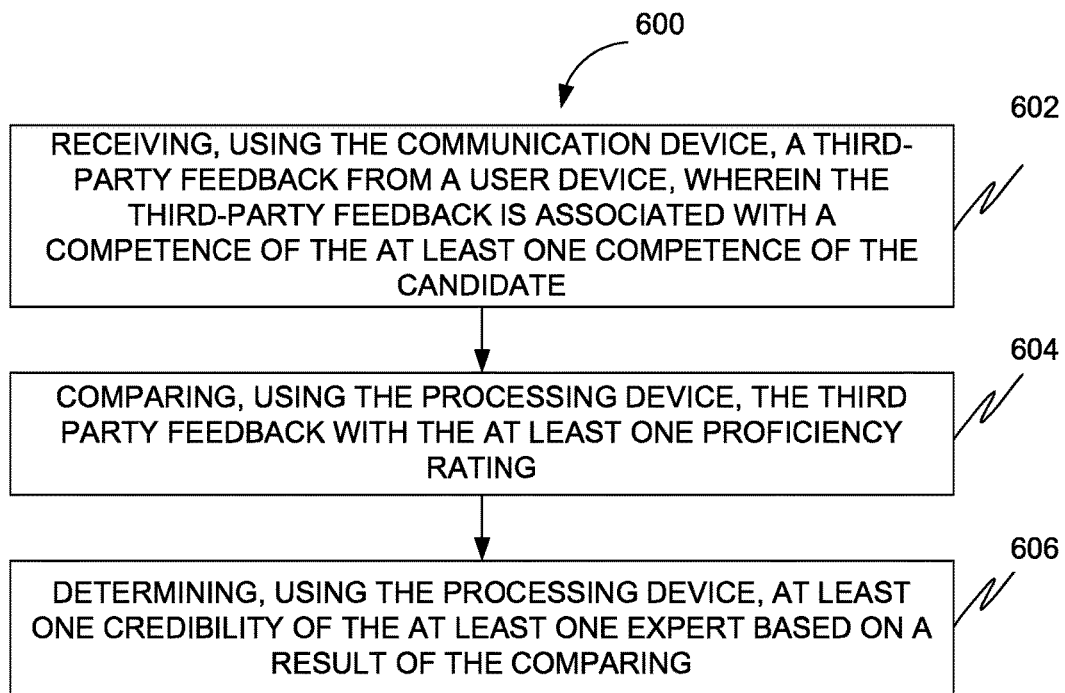 600
602
RECEIVING, USING THE COMMUNICATION DEVICE, A THIRD-
PARTY FEEDBACK FROM A USER DEVICE, WHEREIN THE
THIRD-PARTY FEEDBACK IS ASSOCIATED WITH A
COMPETENCE OF THE AT LEAST ONE COMPETENCE OF THE
CANDIDATE
604
COMPARING, USING THE PROCESSING DEVICE, THE THIRD
PARTY FEEDBACK WITH THE AT LEAST ONE PROFICIENCY
RATING
606
DETERMINING, USING THE PROCESSING DEVICE, AT LEAST
ONE CREDIBILITY OF THE AT LEAST ONE EXPERT BASED ON A
RESULT OF THE COMPARING